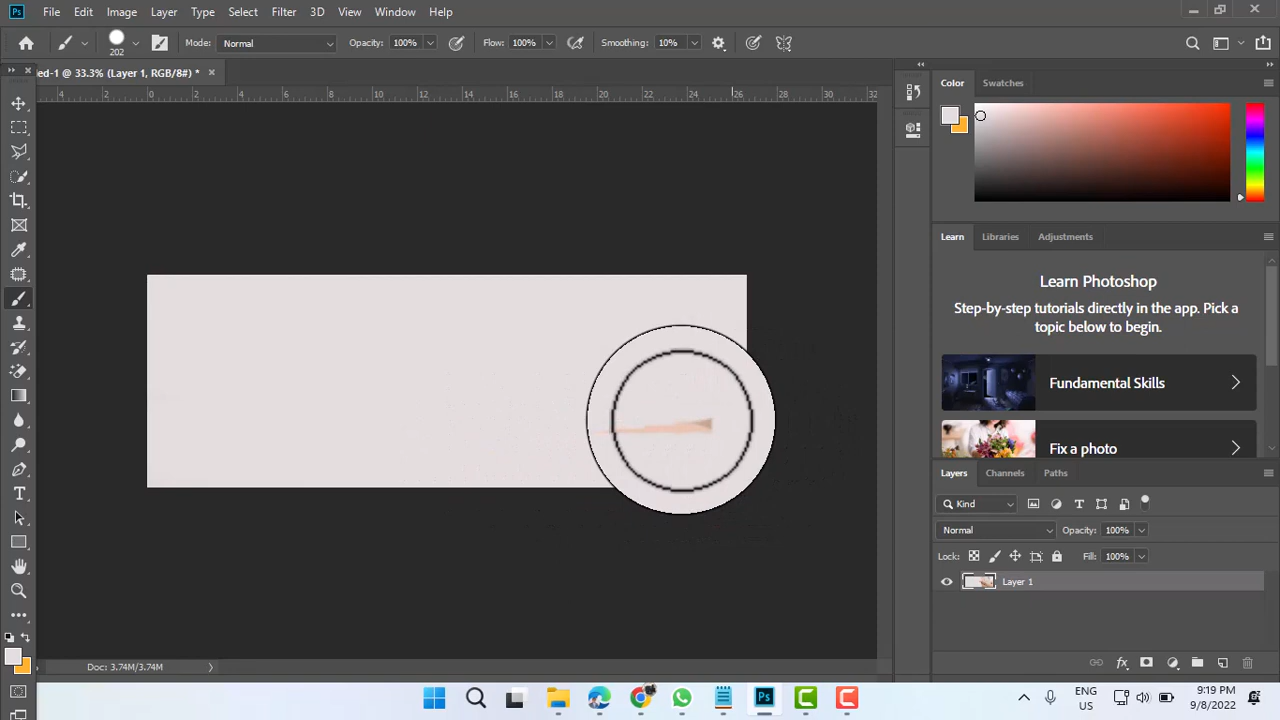 Ps File Edit Image Layer Type Select Filter 3D View Window Help
202 Mode: Normal Opacity: 100% Flow: 100% Smoothing: 10%
ed-1 @ 33.3% (Layer 1, RGB/8#) *
4 2 0 2 4 6 8 10 12 14 16 18 20 22 24 26 28 30 32
Color Swatches
Learn Libraries Adjustments
Learn Photoshop
Step-by-step tutorials directly in the app. Pick a
topic below to begin.
Fundamental Skills
Fix a photo
Layers Channels Paths
Kind
Normal Opacity: 100%
Lock: Fill: 100%
Layer 1
fx
Doc: 3.74M/3.74M
Ps
ENG
US
9:19 PM
9/8/2022